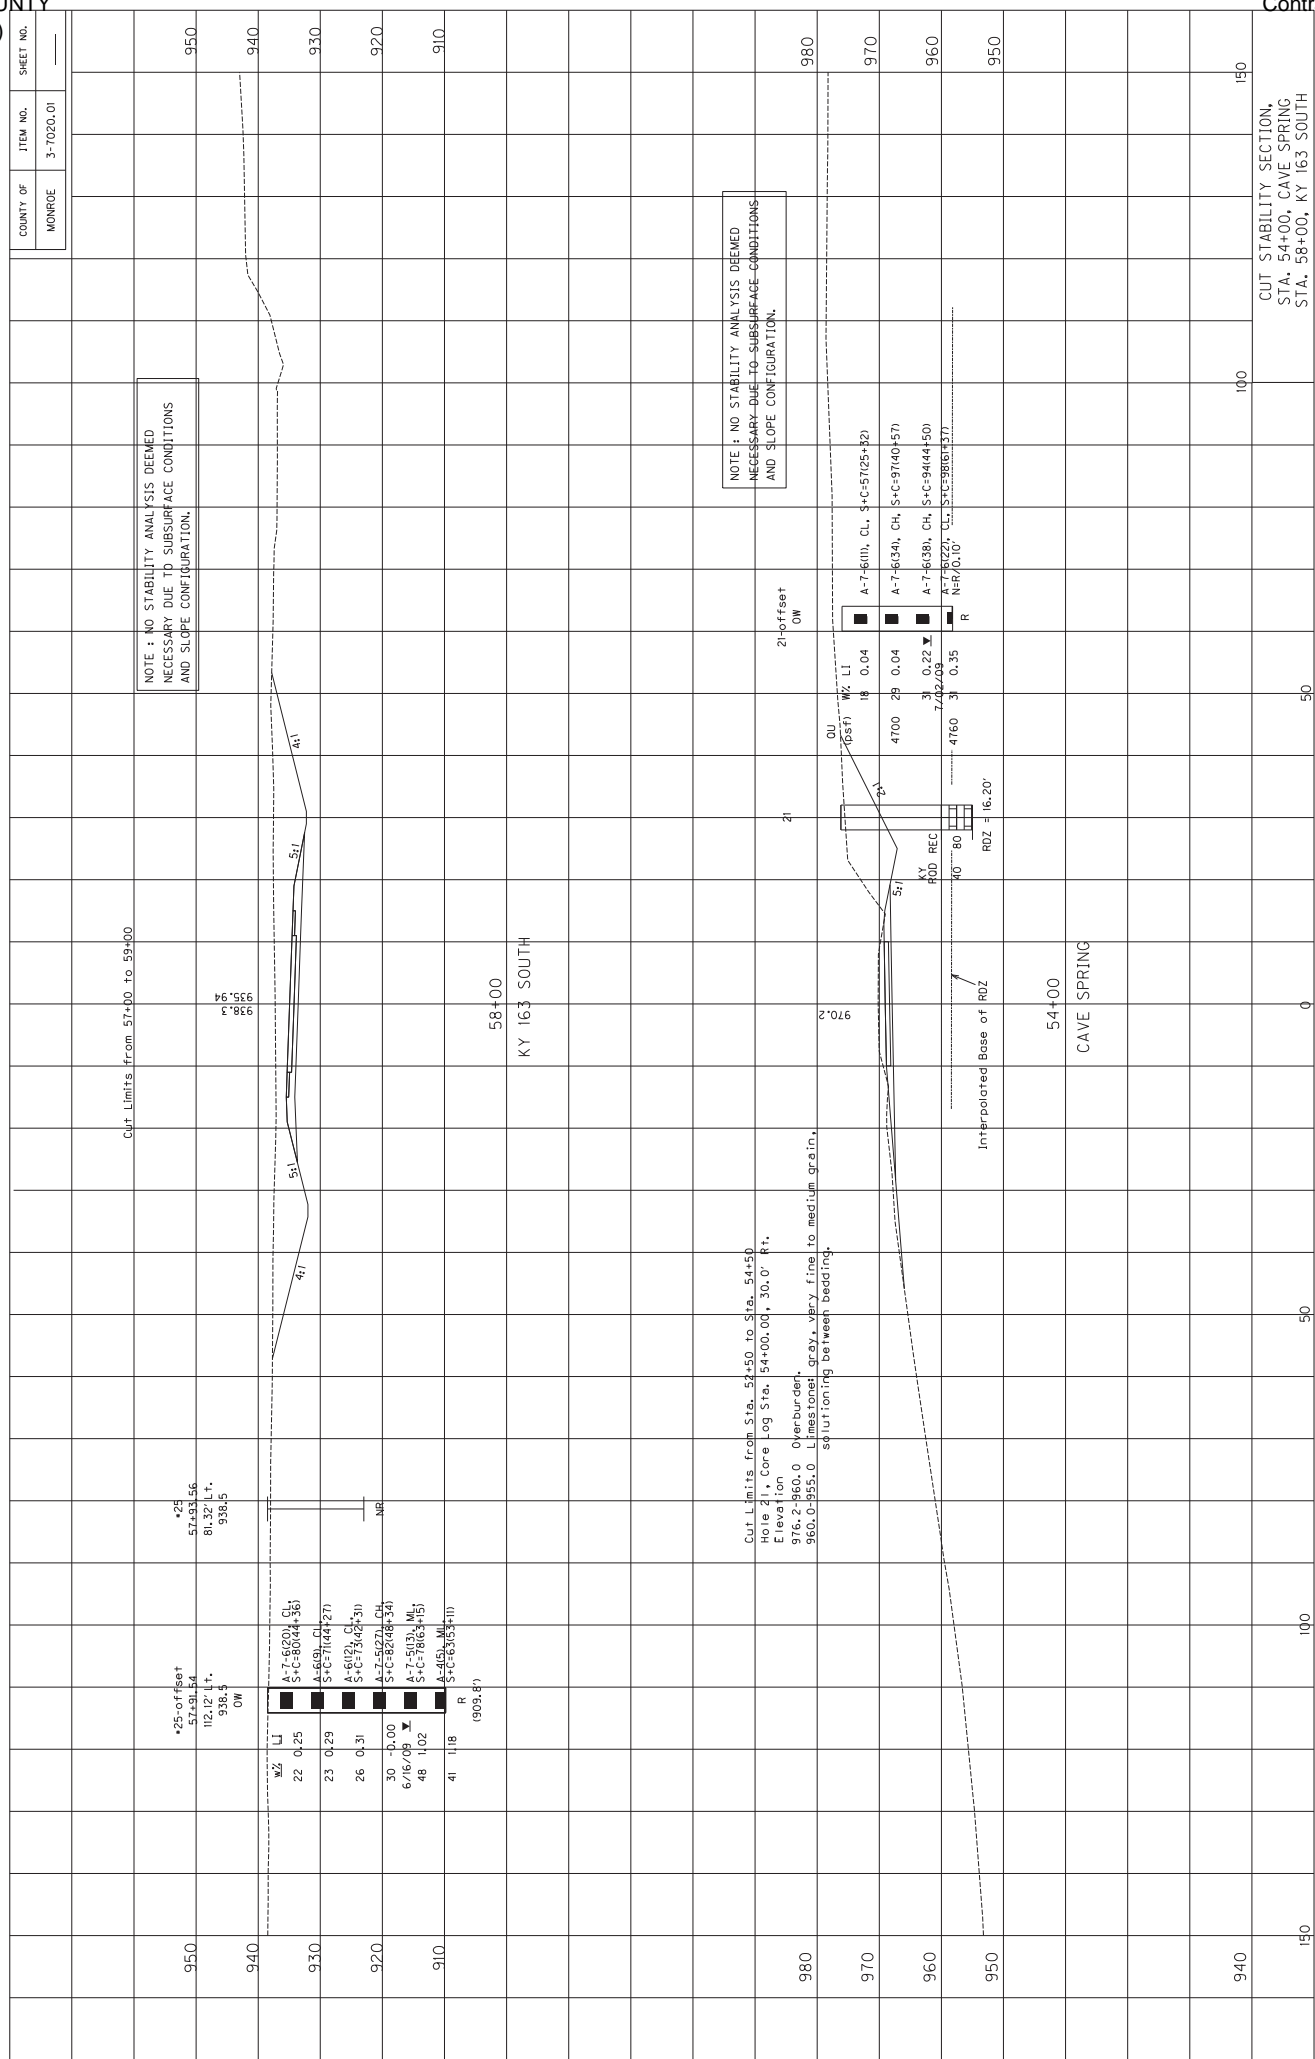 UNTY
Contr
)
COUNTY OF
ITEM NO.
SHEET NO.
MONROE
3-7020.01
950
940
930
920
910
NOTE : NO STABILITY ANALYSIS DEEMED
NECESSARY DUE TO SUBSURFACE CONDITIONS
AND SLOPE CONFIGURATION.
Cut Limits from 57+00 to 59+00
938.3
935.94
4:1
5:1
5:1
4:1
58+00
KY 163 SOUTH
*25
57+93.56
81.32' Lt.
938.5
NR
*25-offset
57+91.54
112.12' Lt.
938.5
OW
W% LI
22 0.25
A-7-6(20), CL,
S+C=80(44+36)
23 0.29
A-6(9), CL,
S+C=71(44+27)
26 0.31
A-6(12), CL,
S+C=73(42+31)
30 -0.00
A-7-5(27), CH,
S+C=82(48+34)
6/16/09
48 1.02
A-7-5(13), ML,
S+C=78(63+15)
41 1.18
A-4(5), ML,
S+C=63(53+11)
R
(909.8')
950
940
930
920
910
980
970
960
950
NOTE : NO STABILITY ANALYSIS DEEMED
NECESSARY DUE TO SUBSURFACE CONDITIONS
AND SLOPE CONFIGURATION.
21-offset
OW
QU
(psf)
W% LI
18 0.04
A-7-6(11), CL, S+C=57(25+32)
4700 29 0.04
A-7-6(34), CH, S+C=97(40+57)
31 0.22
A-7-6(38), CH, S+C=94(44+50)
7/02/09
4760 31 0.35
A-7-6(22), CL, S+C=98(61+37)
N=R/0.10'
R
21
2:1
5:1
KY
RQD REC
40 80
RDZ = 16.20'
970.2
Interpolated Base of RDZ
54+00
CAVE SPRING
Cut Limits from Sta. 52+50 to Sta. 54+50
Hole 21, Core Log Sta. 54+00.00, 30.0' Rt.
Elevation
976.2-960.0 Overburden.
960.0-955.0 Limestone: gray, very fine to medium grain,
solutioning between bedding.
980
970
960
950
940
150
100
50
0
50
100
150
150
100
CUT STABILITY SECTION,
STA. 54+00, CAVE SPRING
STA. 58+00, KY 163 SOUTH